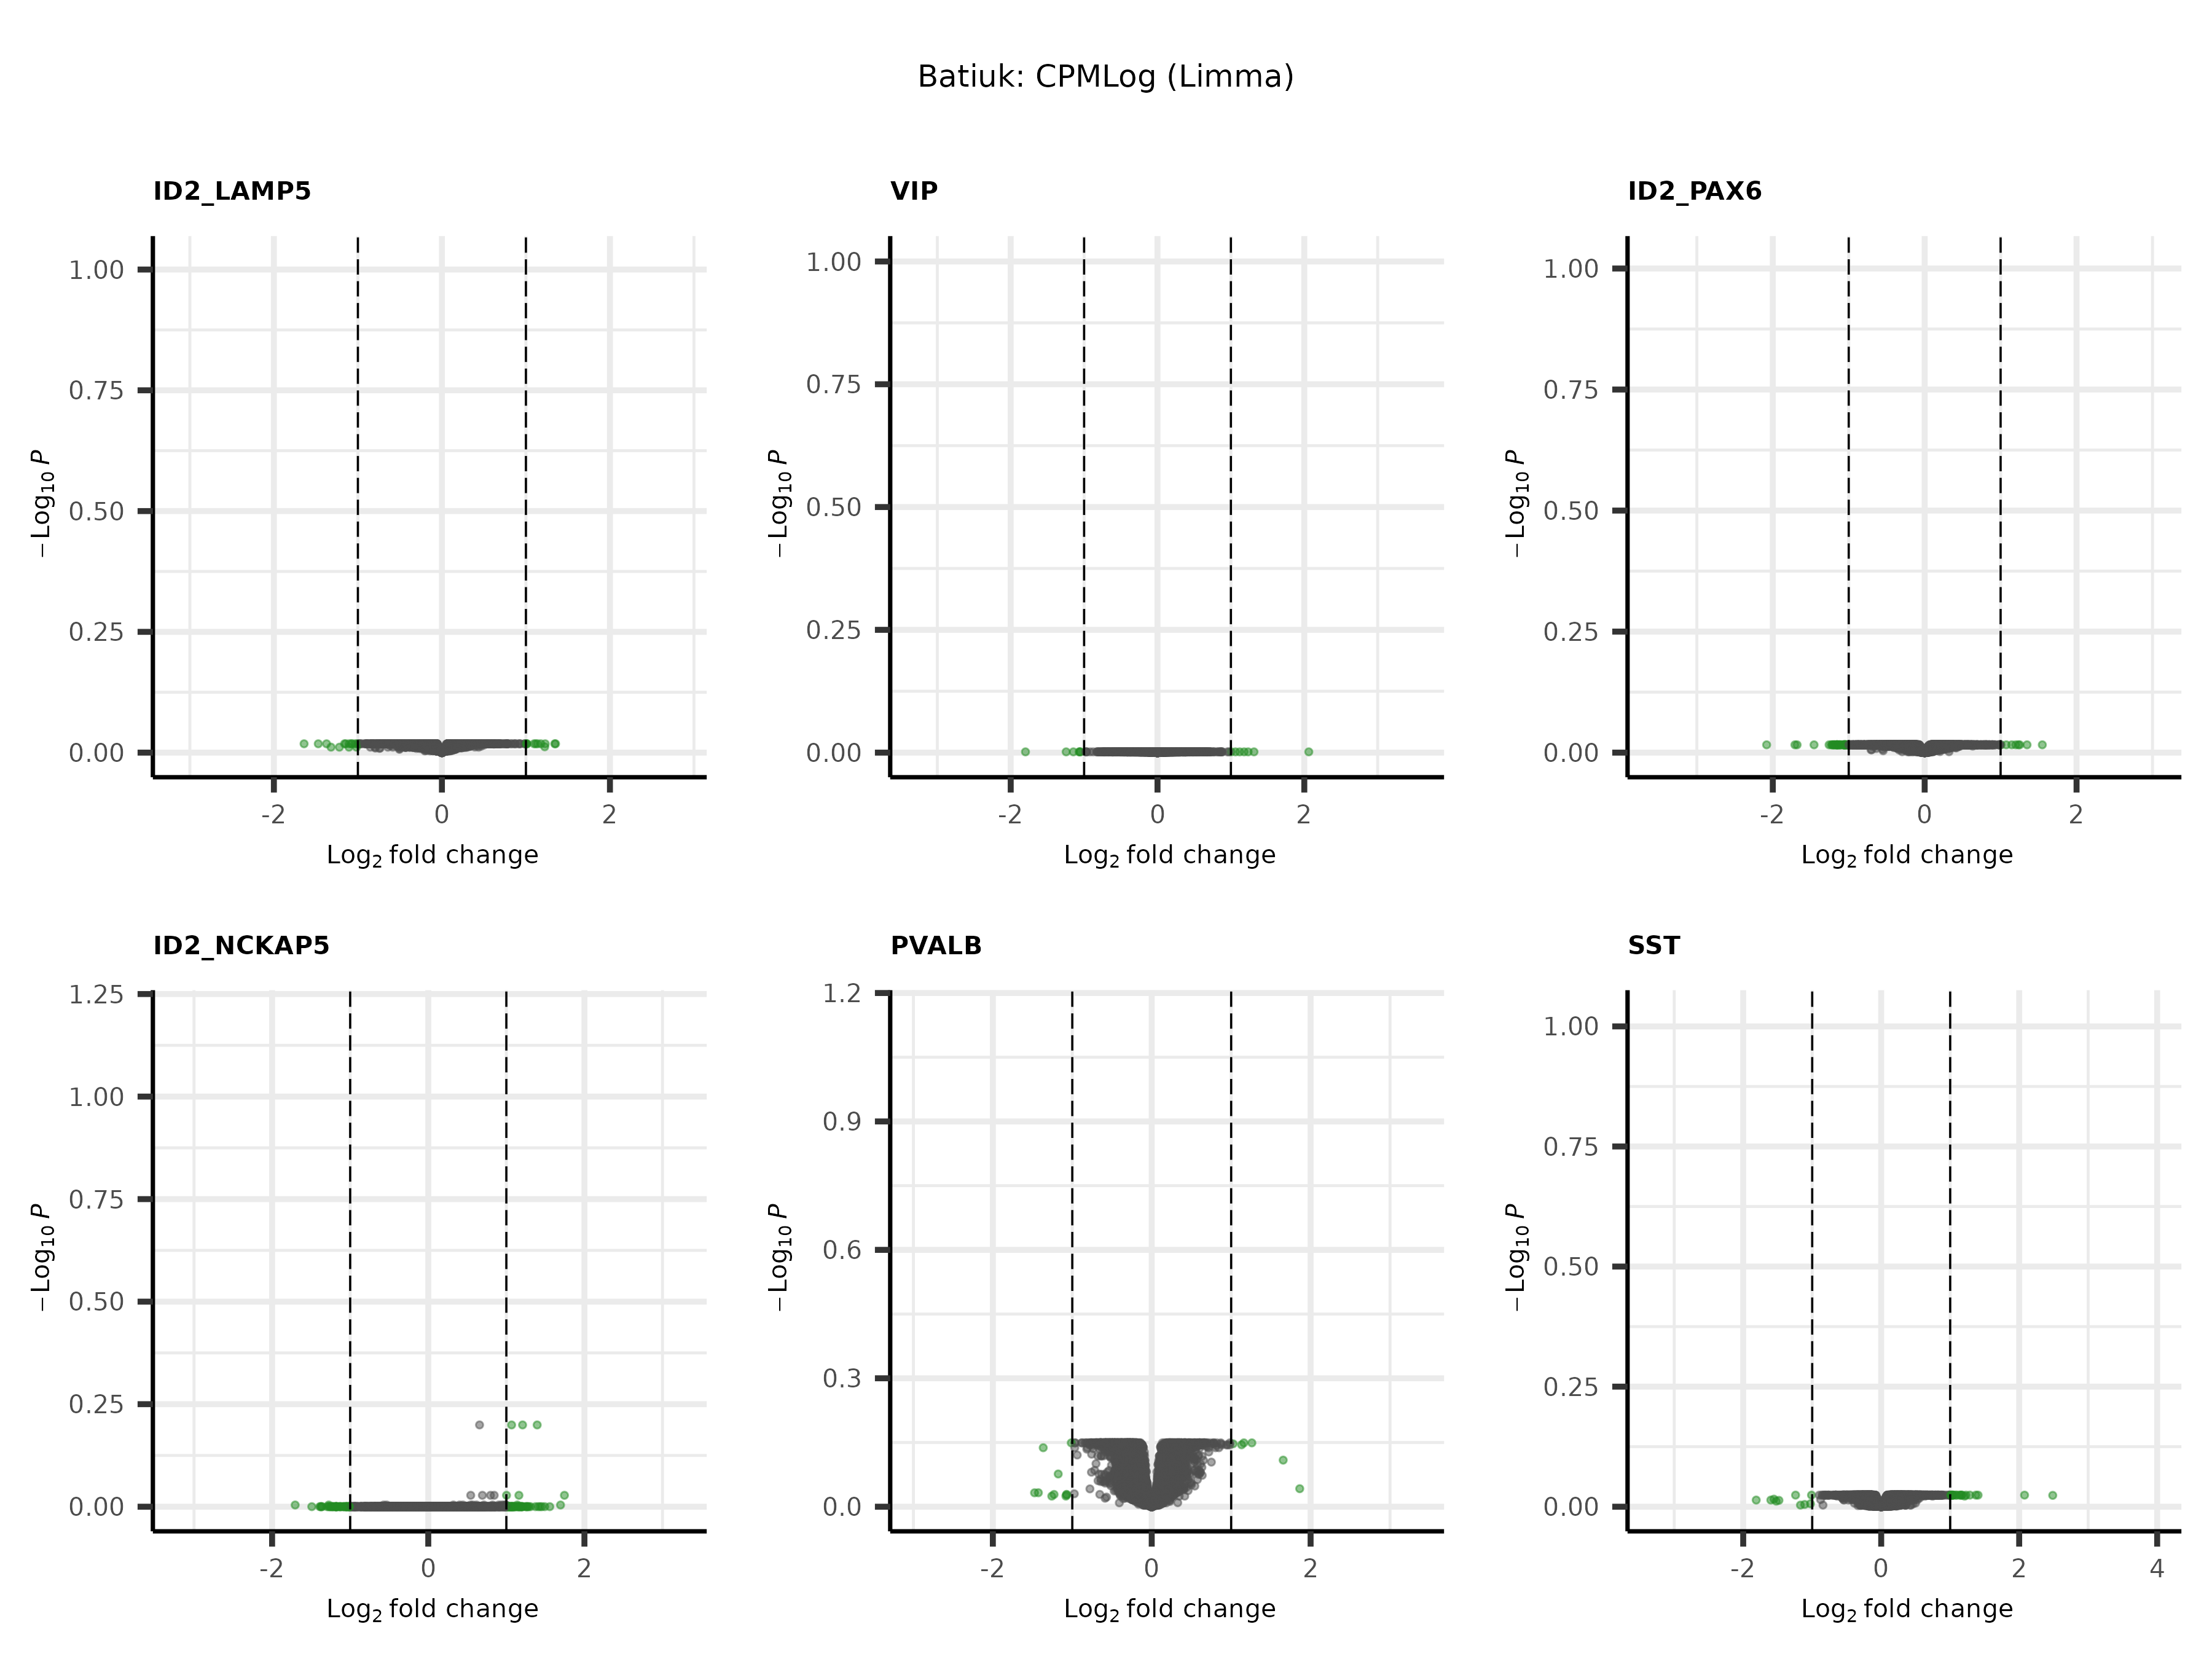 Batiuk: CPMLog (Limma)
ID2_LAMP5
1.00
0.75
0.50
0.25
0.00
−Log10 P
-2 0 2
Log2 fold change
VIP
1.00
0.75
0.50
0.25
0.00
−Log10 P
-2 0 2
Log2 fold change
ID2_PAX6
1.00
0.75
0.50
0.25
0.00
−Log10 P
-2 0 2
Log2 fold change
ID2_NCKAP5
1.25
1.00
0.75
0.50
0.25
0.00
−Log10 P
-2 0 2
Log2 fold change
PVALB
1.2
0.9
0.6
0.3
0.0
−Log10 P
-2 0 2
Log2 fold change
SST
1.00
0.75
0.50
0.25
0.00
−Log10 P
-2 0 2 4
Log2 fold change